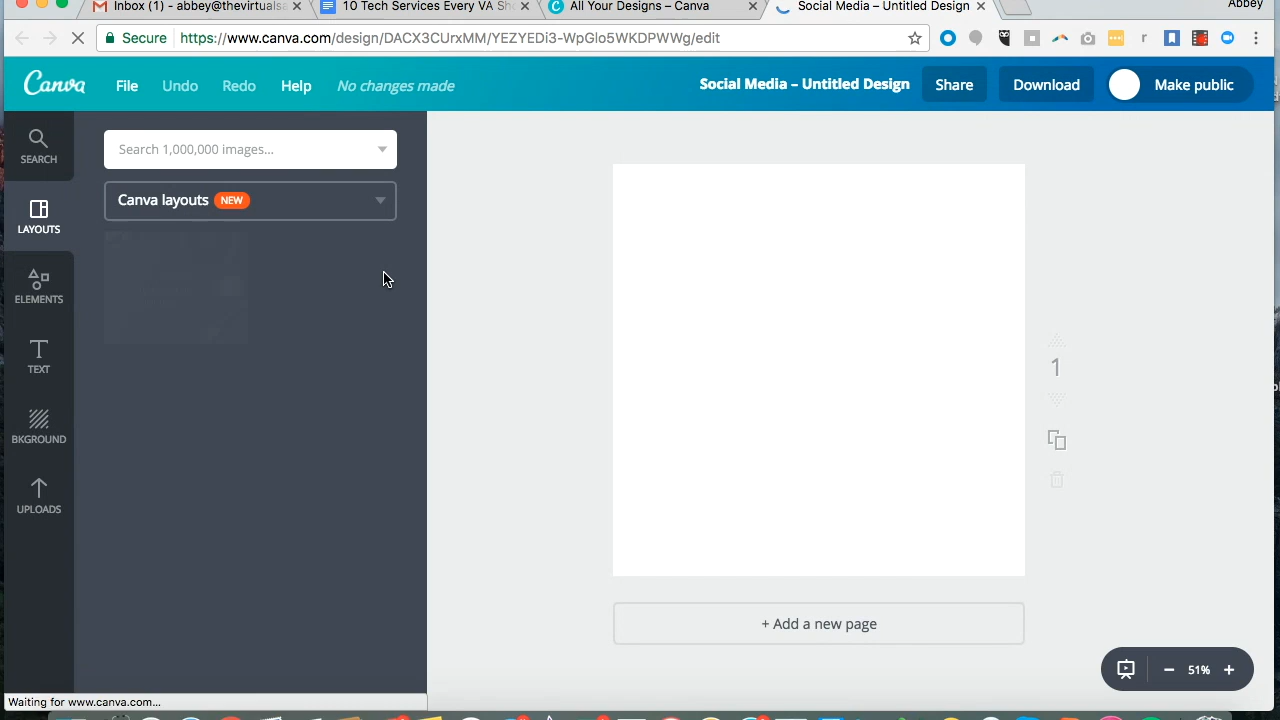 Inbox (1) - abbey@thevirtualsa
10 Tech Services Every VA Sho
All Your Designs – Canva
Social Media – Untitled Design
Abbey
Secure
https://www.canva.com/design/DACX3CUrxMM/YEZYEDi3-WpGlo5WKDPWWg/edit
Canva
File
Undo
Redo
Help
No changes made
Social Media – Untitled Design
Share
Download
Make public
SEARCH
Search 1,000,000 images...
Canva layouts NEW
LAYOUTS
ELEMENTS
TEXT
1
BKGROUND
UPLOADS
+ Add a new page
51%
Waiting for www.canva.com...